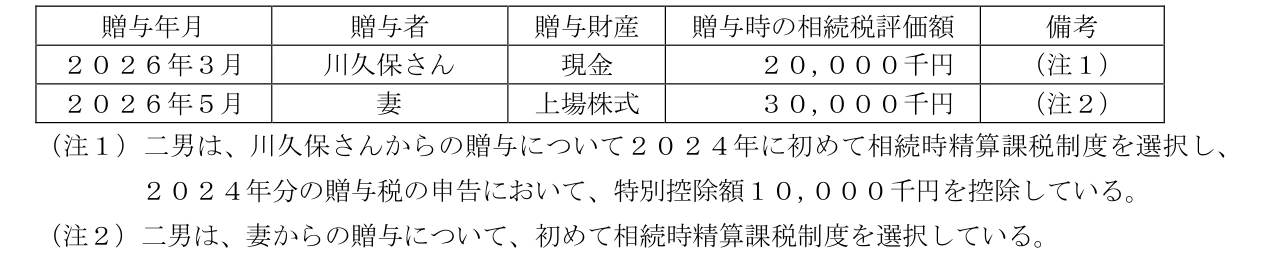 贈与年月 贈与者 贈与財産 贈与時の相続税評価額 備考
２０２６年３月 川久保さん 現金 ２０,０００千円 （注１）
２０２６年５月 妻 上場株式 ３０,０００千円 （注２）
（注１）二男は、川久保さんからの贈与について２０２４年に初めて相続時精算課税制度を選択し、
２０２４年分の贈与税の申告において、特別控除額１０,０００千円を控除している。
（注２）二男は、妻からの贈与について、初めて相続時精算課税制度を選択している。